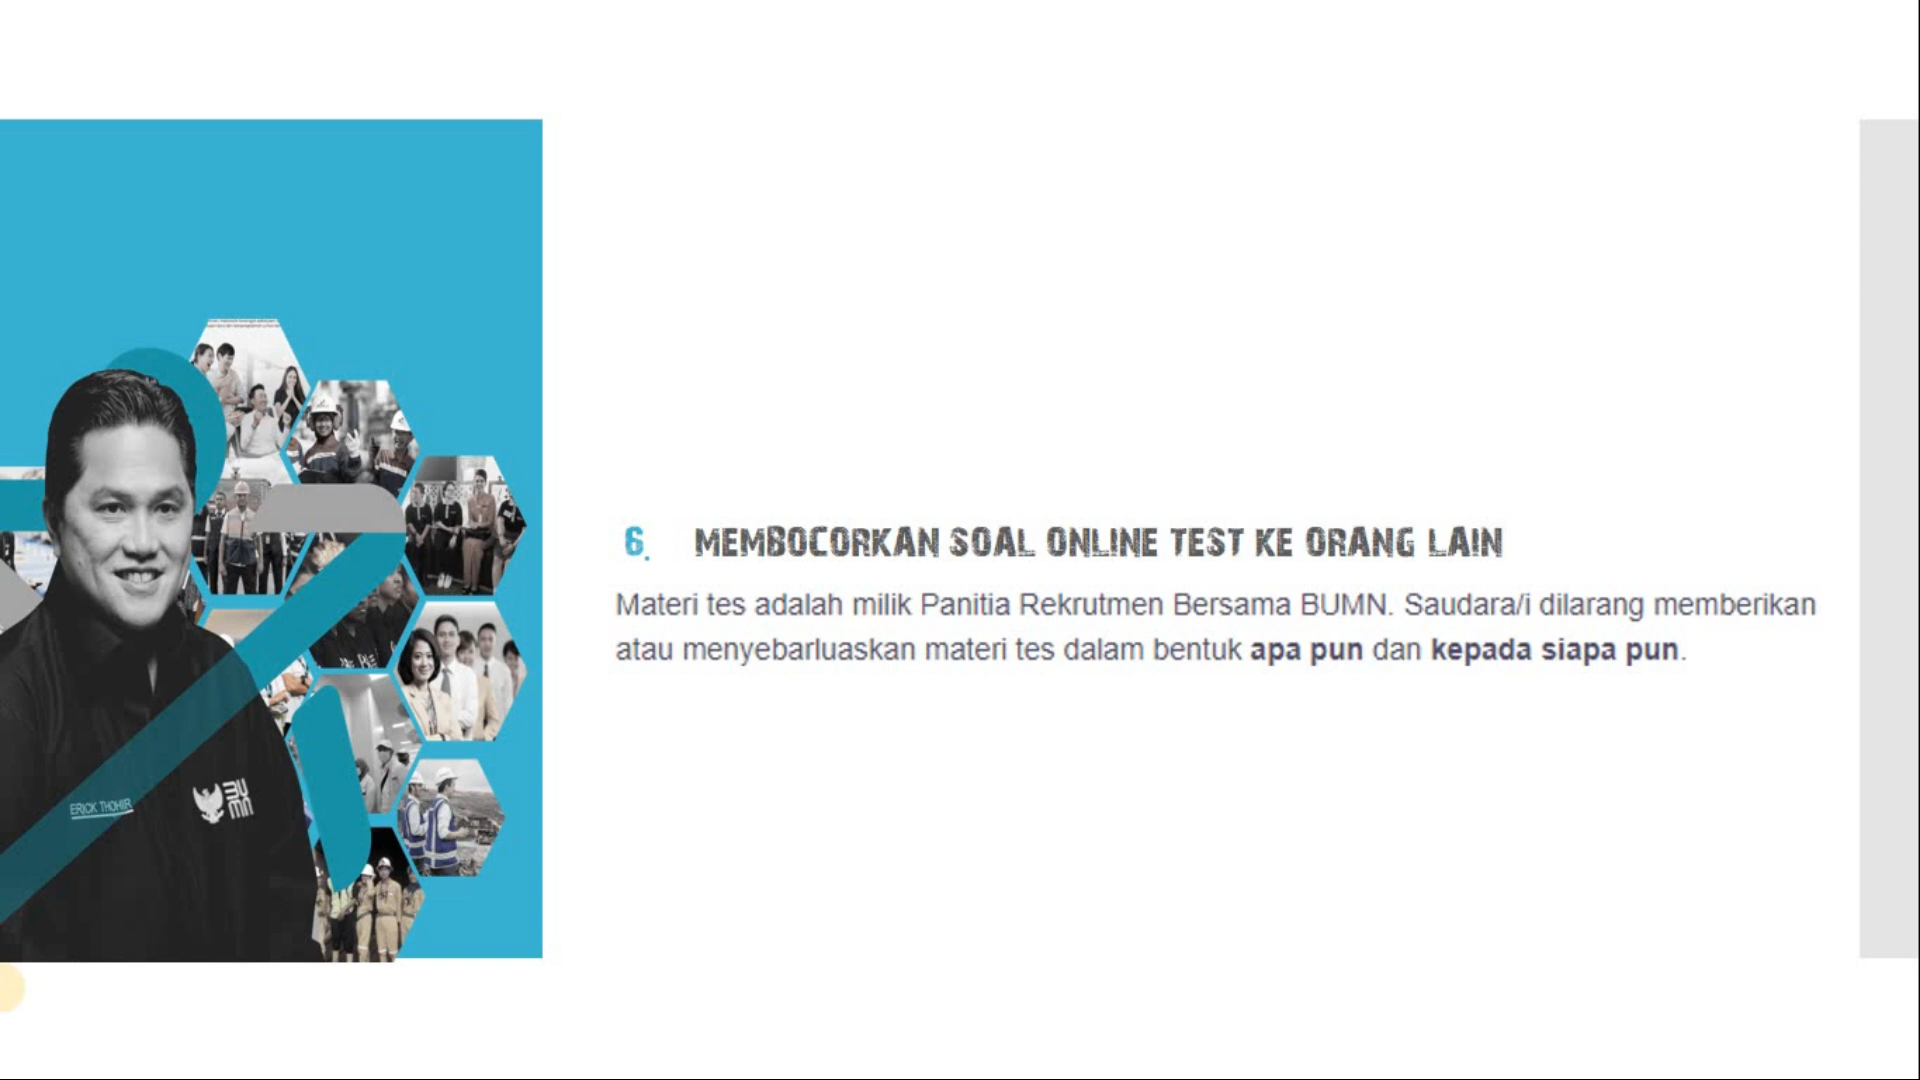 6. MEMBOCORKAN SOAL ONLINE TEST KE ORANG LAIN
Materi tes adalah milik Panitia Rekrutmen Bersama BUMN. Saudara/i dilarang memberikan
atau menyebarluaskan materi tes dalam bentuk apa pun dan kepada siapa pun.
ERICK THOHIR
BUMN